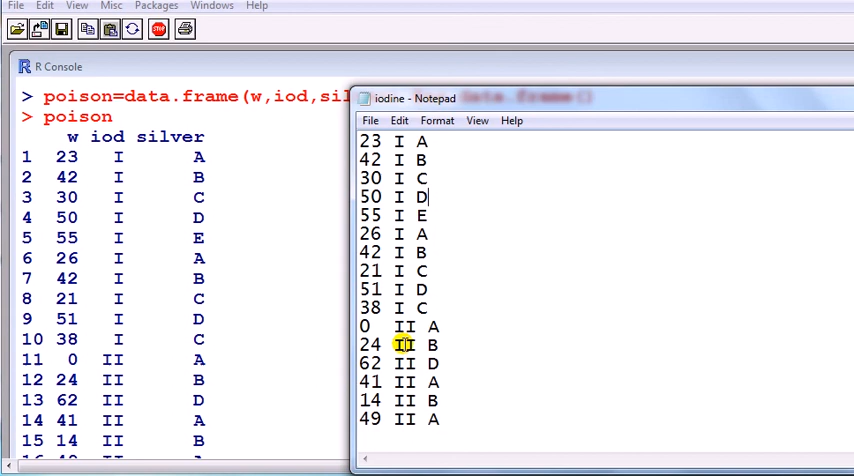 File Edit View Misc Packages Windows Help
R Console
> poison=data.frame(w,iod,sil
> poison
w iod silver
1 23 I A
2 42 I B
3 30 I C
4 50 I D
5 55 I E
6 26 I A
7 42 I B
8 21 I C
9 51 I D
10 38 I C
11 0 II A
12 24 II B
13 62 II D
14 41 II A
15 14 II B
iodine - Notepad
File Edit Format View Help
23 I A
42 I B
30 I C
50 I D
55 I E
26 I A
42 I B
21 I C
51 I D
38 I C
0 II A
24 II B
62 II D
41 II A
14 II B
49 II A